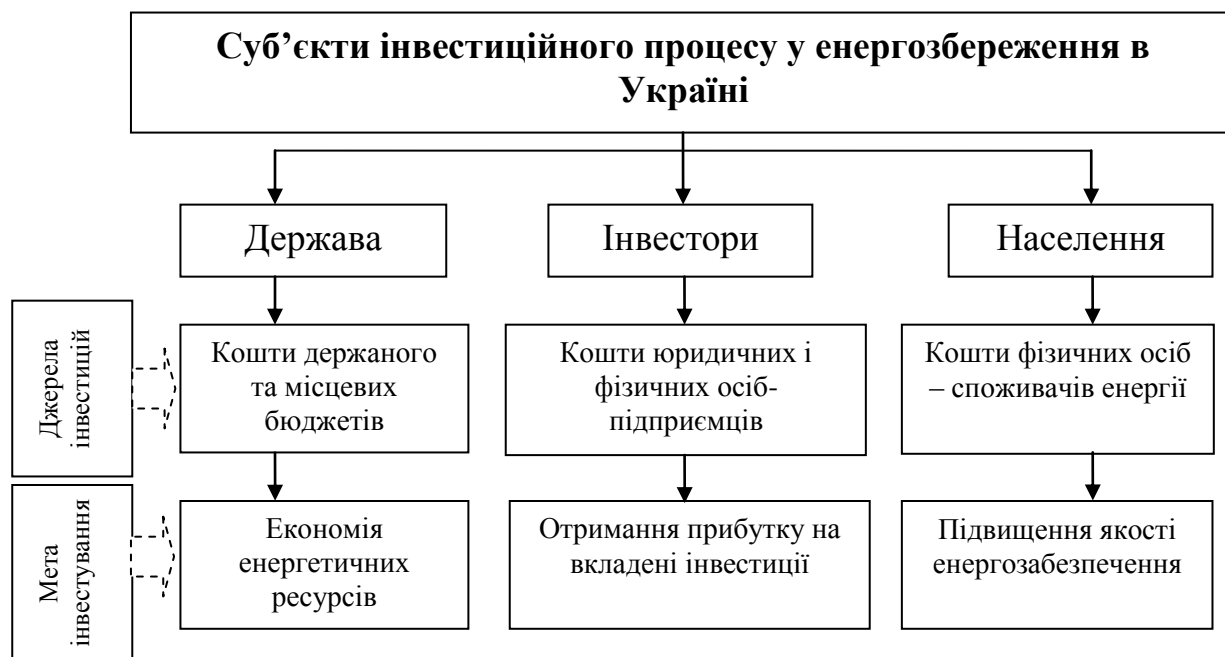 Суб’єкти інвестиційного процесу у енергозбереження в
Україні
Держава
Інвестори
Населення
Джерела
інвестицій
Кошти держаного
та місцевих
бюджетів
Кошти юридичних і
фізичних осіб-
підприємців
Кошти фізичних осіб
– споживачів енергії
Мета
інвестування
Економія
енергетичних
ресурсів
Отримання прибутку на
вкладені інвестиції
Підвищення якості
енергозабезпечення